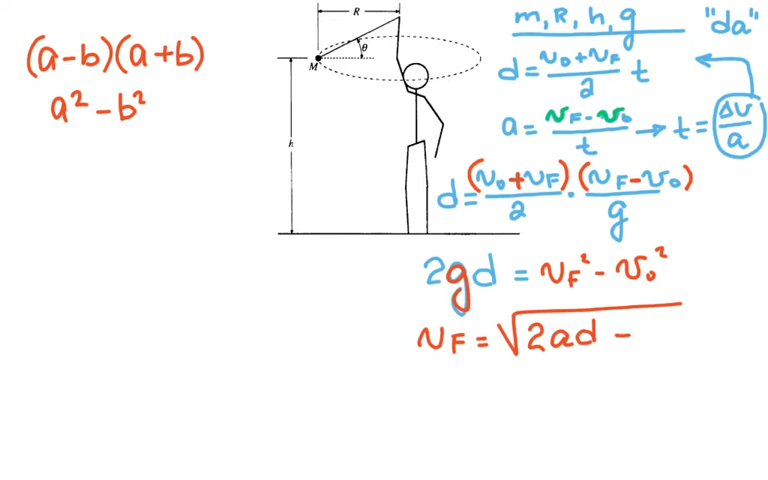 (a-b)(a+b)
a² - b²
R
θ
M
h
m, R, h, g
"da"
d = v₀ + v_F / 2 t
a = v_F - v₀ / t → t = Δv / a
d = (v₀ + v_F) / 2 · (v_F - v₀) / g
2gd = v_F² - v₀²
v_F = √2ad -